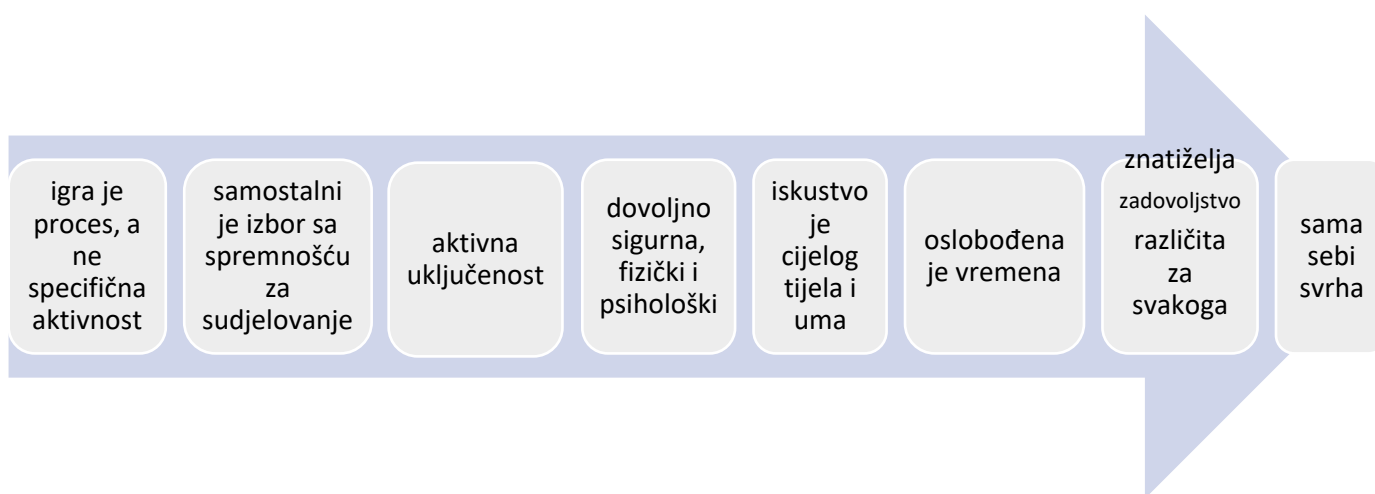 igra je
proces, a
ne
specifična
aktivnost
samostalni
je izbor sa
spremnošću
za
sudjelovanje
aktivna
uključenost
dovoljno
sigurna,
fizički i
psihološki
iskustvo
je
cijelog
tijela i
uma
oslobođena
je vremena
znatiželja
zadovoljstvo
različita
za
svakoga
sama
sebi
svrha